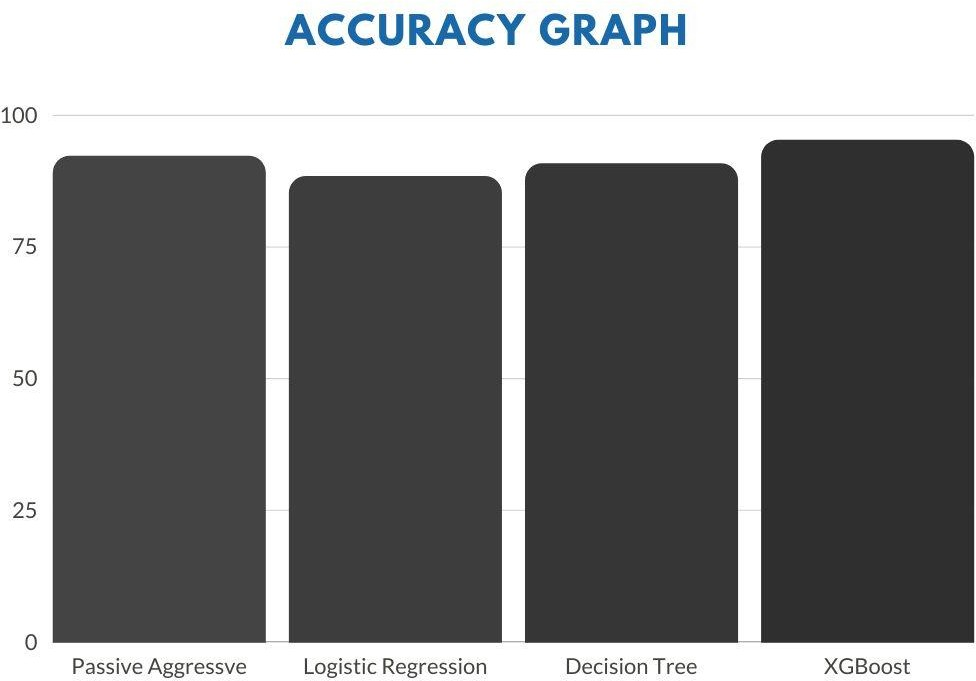 ACCURACY GRAPH
100
75
50
25
0
Passive Aggressve
Logistic Regression
Decision Tree
XGBoost